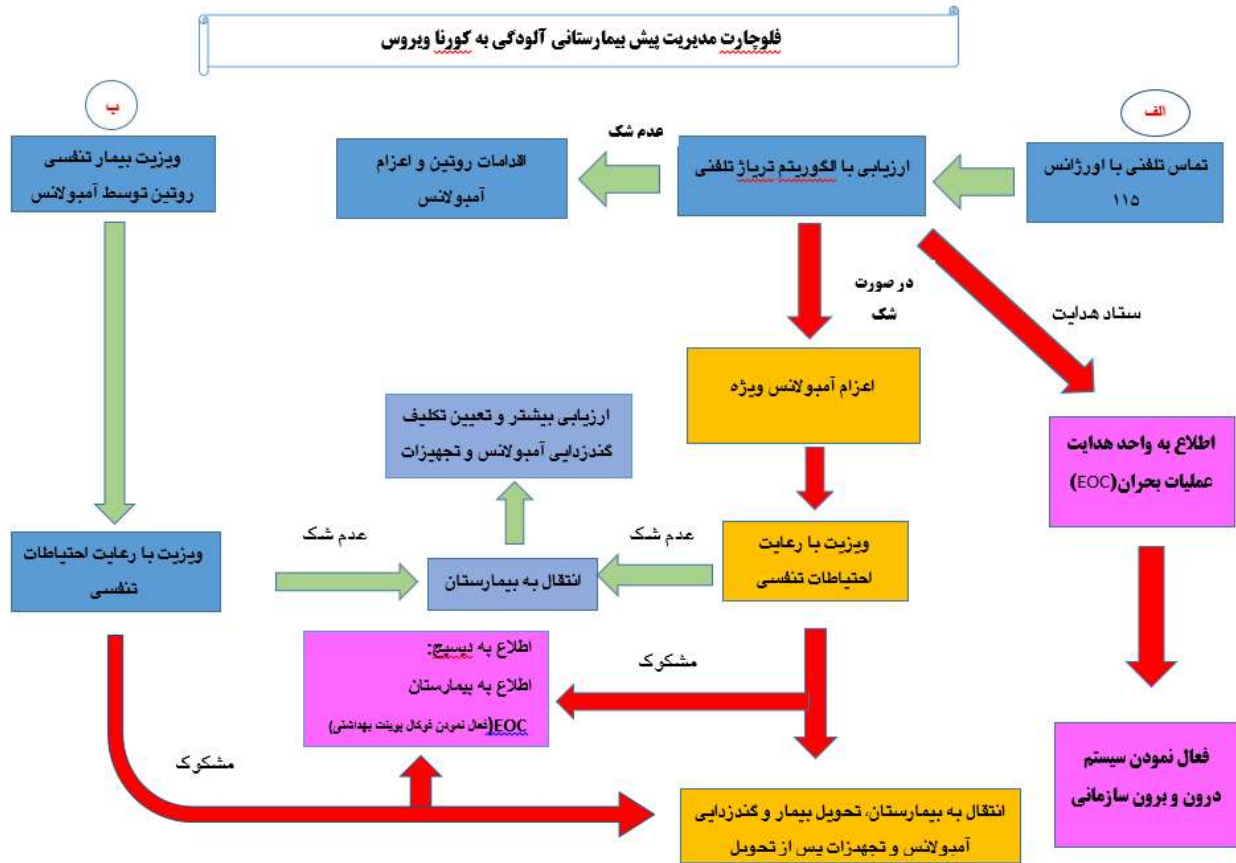 فلوچارت مدیریت پیش بیمارستانی آلودگی به کورنا ویروس
الف
تماس تلفنی با اورژانس
۱۱۵
ارزیابی با الگوریتم تریاژ تلفنی
عدم شک
اقدامات روتین و اعزام
آمبولانس
ب
ویزیت بیمار تنفسی
روتین توسط آمبولانس
در صورت
شک
ستاد هدایت
اعزام آمبولانس ویژه
ارزیابی بیشتر و تعیین تکلیف
گندزدایی آمبولانس و تجهیزات
اطلاع به واحد هدایت
عملیات بحران(EOC)
ویزیت با رعایت
احتیاطات تنفسی
عدم شک
انتقال به بیمارستان
عدم شک
ویزیت با رعایت احتیاطات
تنفسی
مشکوک
اطلاع به دیسپچ:
اطلاع به بیمارستان
EOC(فعال نمودن فوکال پوینت بهداشتی)
مشکوک
فعال نمودن سیستم
درون و برون سازمانی
انتقال به بیمارستان، تحویل بیمار و گندزدایی
آمبولانس و تجهیزات پس از تحویل